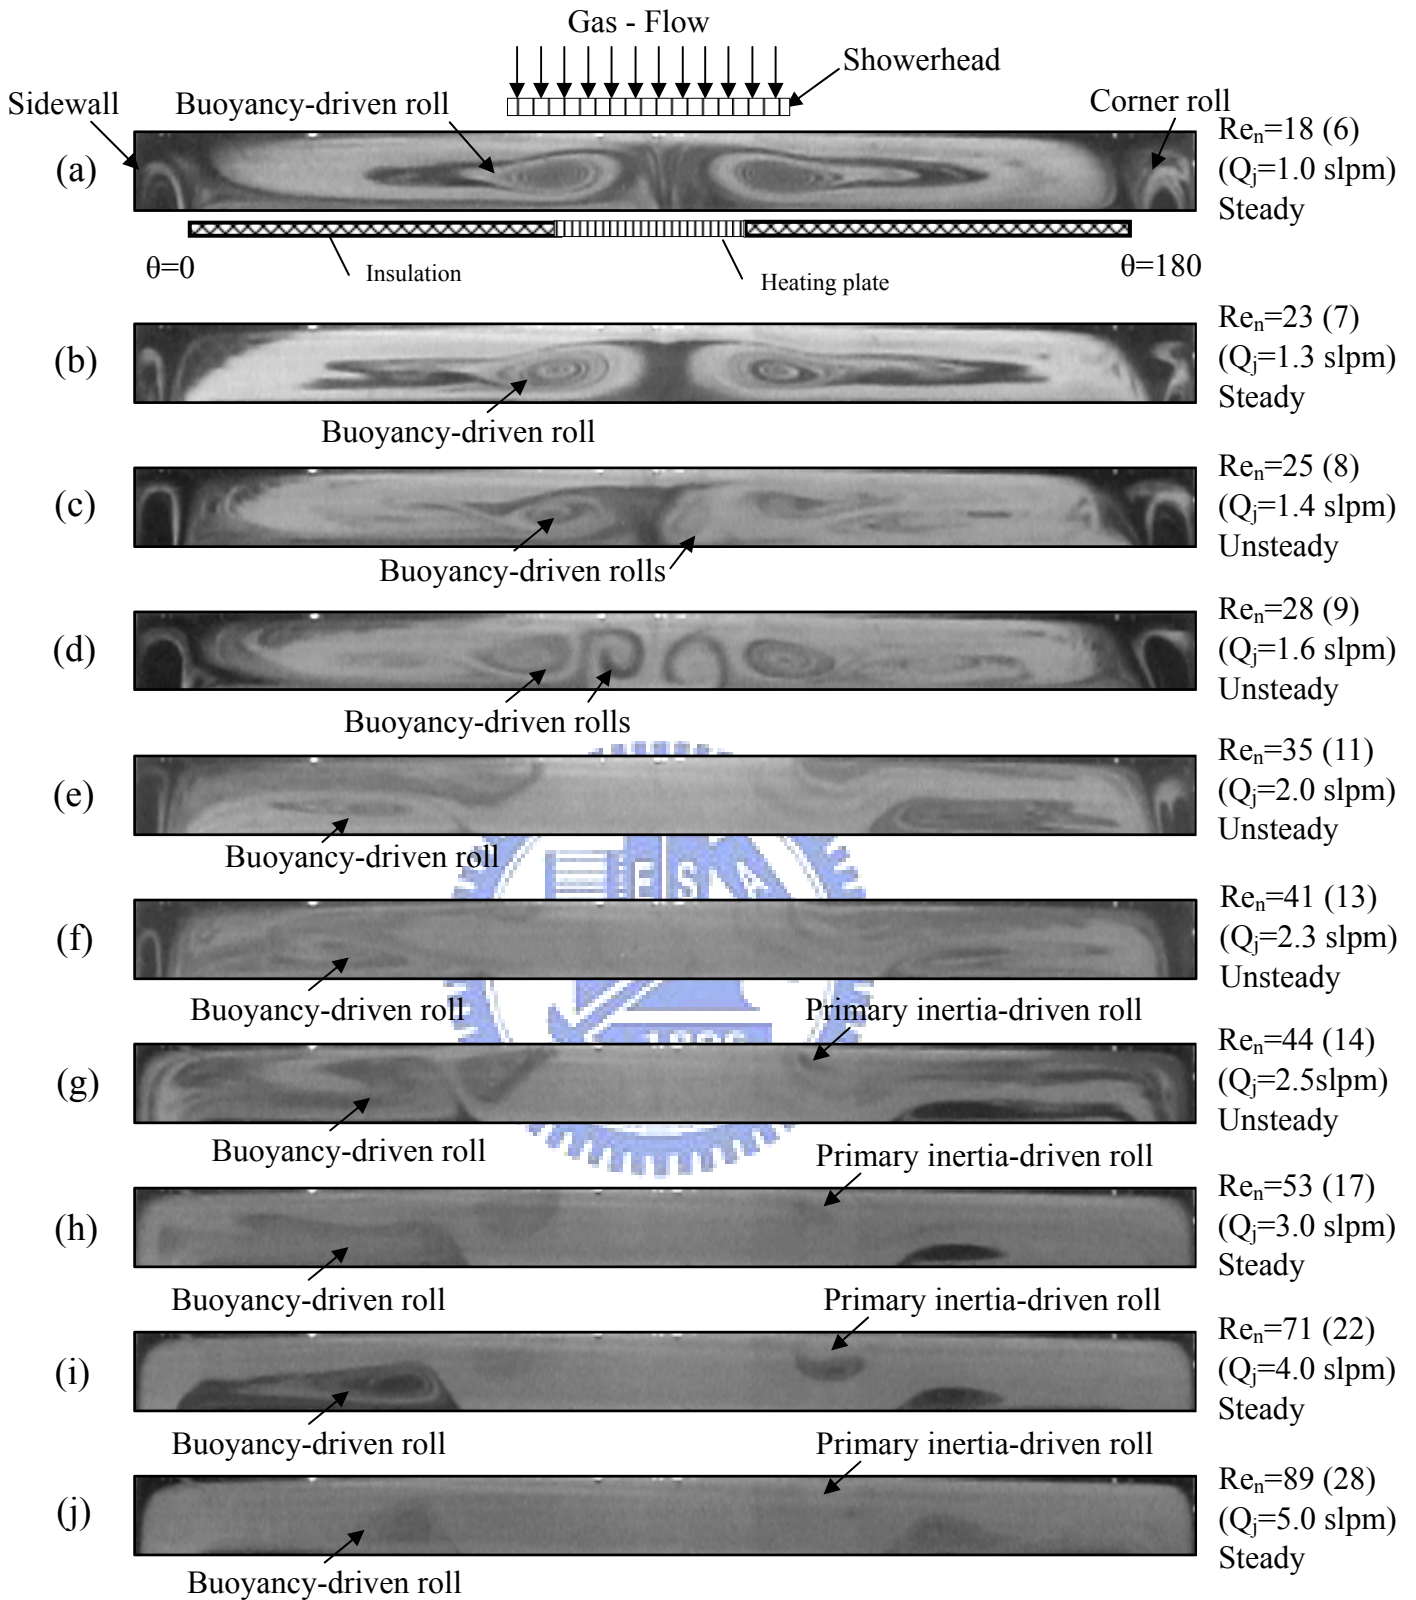 Gas - Flow
Showerhead
Sidewall
Buoyancy-driven roll
Corner roll
(a)
Reₙ=18 (6)
(Qⱼ=1.0 slpm)
Steady
θ=0
Insulation
Heating plate
θ=180
(b)
Reₙ=23 (7)
(Qⱼ=1.3 slpm)
Steady
Buoyancy-driven roll
(c)
Reₙ=25 (8)
(Qⱼ=1.4 slpm)
Unsteady
Buoyancy-driven rolls
(d)
Reₙ=28 (9)
(Qⱼ=1.6 slpm)
Unsteady
Buoyancy-driven rolls
(e)
Reₙ=35 (11)
(Qⱼ=2.0 slpm)
Unsteady
Buoyancy-driven roll
E S A
(f)
Reₙ=41 (13)
(Qⱼ=2.3 slpm)
Unsteady
Buoyancy-driven roll
Primary inertia-driven roll
(g)
Reₙ=44 (14)
(Qⱼ=2.5slpm)
Unsteady
Buoyancy-driven roll
Primary inertia-driven roll
(h)
Reₙ=53 (17)
(Qⱼ=3.0 slpm)
Steady
Buoyancy-driven roll
Primary inertia-driven roll
(i)
Reₙ=71 (22)
(Qⱼ=4.0 slpm)
Steady
Buoyancy-driven roll
Primary inertia-driven roll
(j)
Reₙ=89 (28)
(Qⱼ=5.0 slpm)
Steady
Buoyancy-driven roll